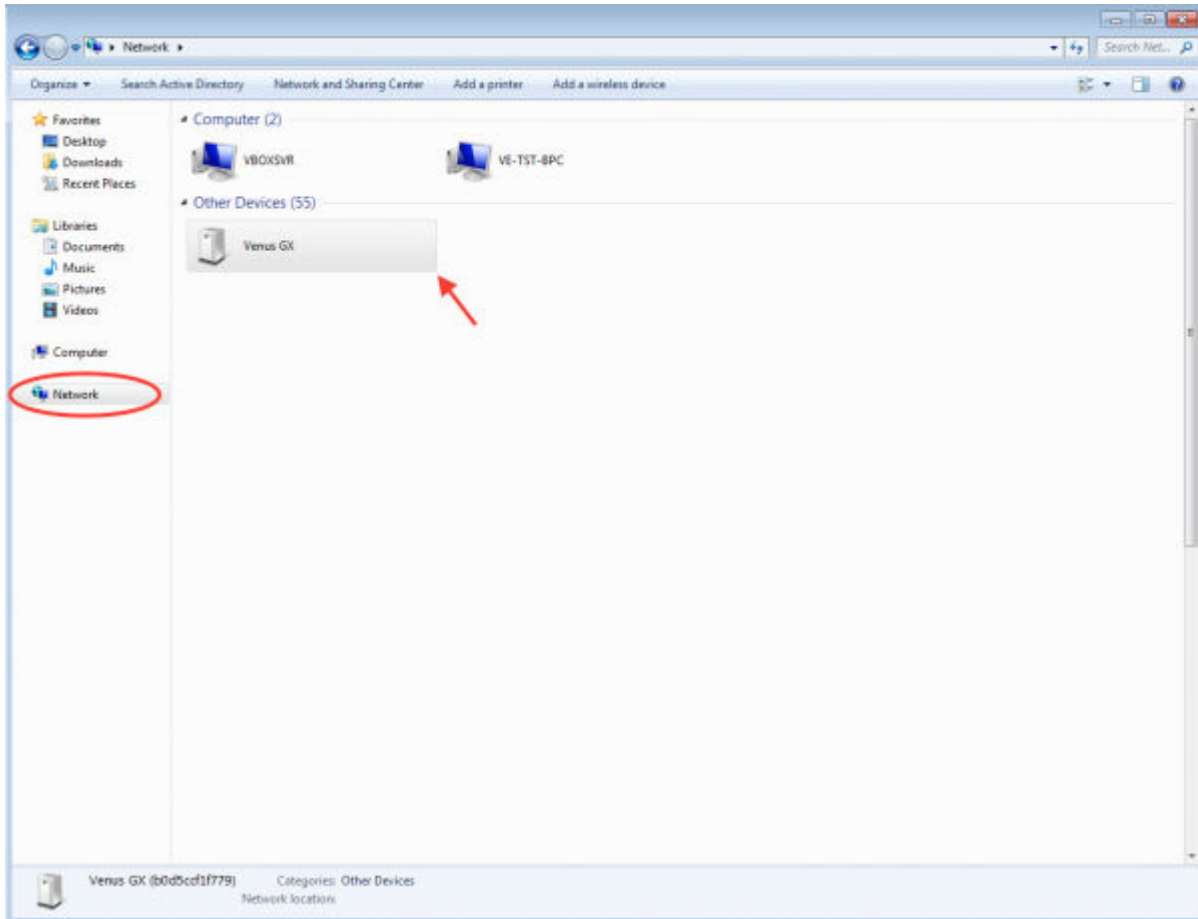 Network
Search Net...
Organize Search Active Directory Network and Sharing Center Add a printer Add a wireless device
Favorites
Desktop
Downloads
Recent Places
Libraries
Documents
Music
Pictures
Videos
Computer
Network
Computer (2)
VBOXSVR VE-TST-8PC
Other Devices (55)
Venus GX
Venus GX (b0d5ccf1f779) Categories: Other Devices
Network location: